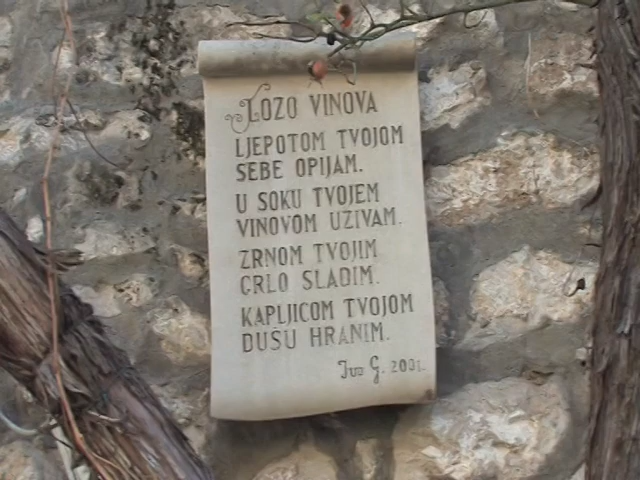 LOZO VINOVA
LJEPOTOM TVOJOM
SEBE OPIJAM.
U SOKU TVOJEM
VINOVOM UŽIVAM.
ZRNOM TVOJIM
GRLO SLADIM.
KAPLJICOM TVOJOM
DUŠU HRANIM.
Ivo G. 2001.